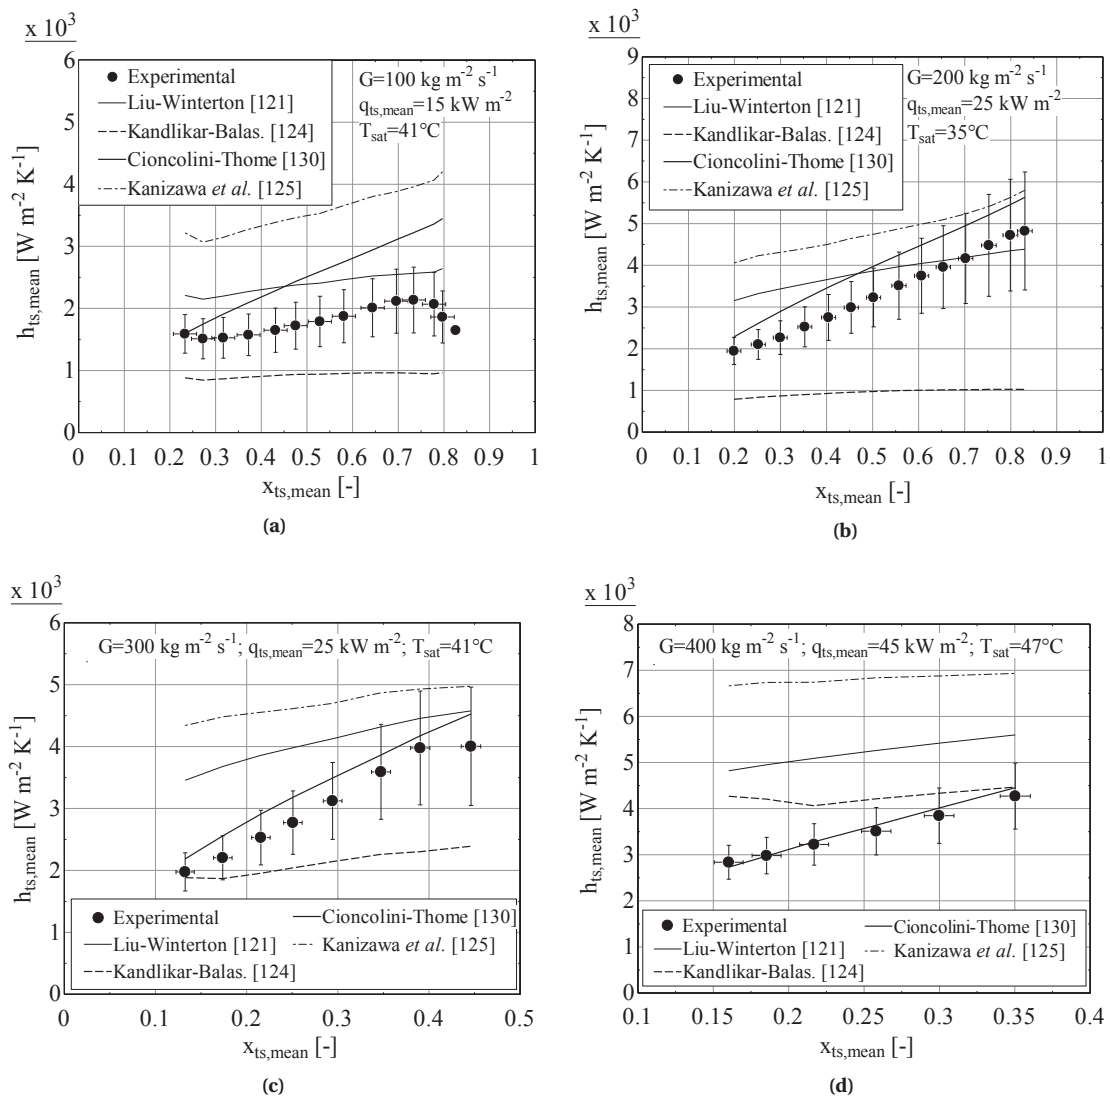 x 10³
6
5
4
3
2
1
0
h_ts,mean [W m⁻² K⁻¹]
Experimental
Liu-Winterton [121]
Kandlikar-Balas. [124]
Cioncolini-Thome [130]
Kanizawa et al. [125]
G=100 kg m⁻² s⁻¹
q_ts,mean=15 kW m⁻²
T_sat=41°C
0 0.1 0.2 0.3 0.4 0.5 0.6 0.7 0.8 0.9 1
x_ts,mean [-]
(a)
x 10³
9
8
7
6
5
4
3
2
1
0
h_ts,mean [W m⁻² K⁻¹]
Experimental
Liu-Winterton [121]
Kandlikar-Balas. [124]
Cioncolini-Thome [130]
Kanizawa et al. [125]
G=200 kg m⁻² s⁻¹
q_ts,mean=25 kW m⁻²
T_sat=35°C
0 0.1 0.2 0.3 0.4 0.5 0.6 0.7 0.8 0.9 1
x_ts,mean [-]
(b)
x 10³
6
5
4
3
2
1
0
h_ts,mean [W m⁻² K⁻¹]
G=300 kg m⁻² s⁻¹; q_ts,mean=25 kW m⁻²; T_sat=41°C
Experimental
Liu-Winterton [121]
Kandlikar-Balas. [124]
Cioncolini-Thome [130]
Kanizawa et al. [125]
0 0.1 0.2 0.3 0.4 0.5
x_ts,mean [-]
(c)
x 10³
8
7
6
5
4
3
2
1
0
h_ts,mean [W m⁻² K⁻¹]
G=400 kg m⁻² s⁻¹; q_ts,mean=45 kW m⁻²; T_sat=47°C
Experimental
Liu-Winterton [121]
Kandlikar-Balas. [124]
Cioncolini-Thome [130]
Kanizawa et al. [125]
0.1 0.15 0.2 0.25 0.3 0.35 0.4
x_ts,mean [-]
(d)